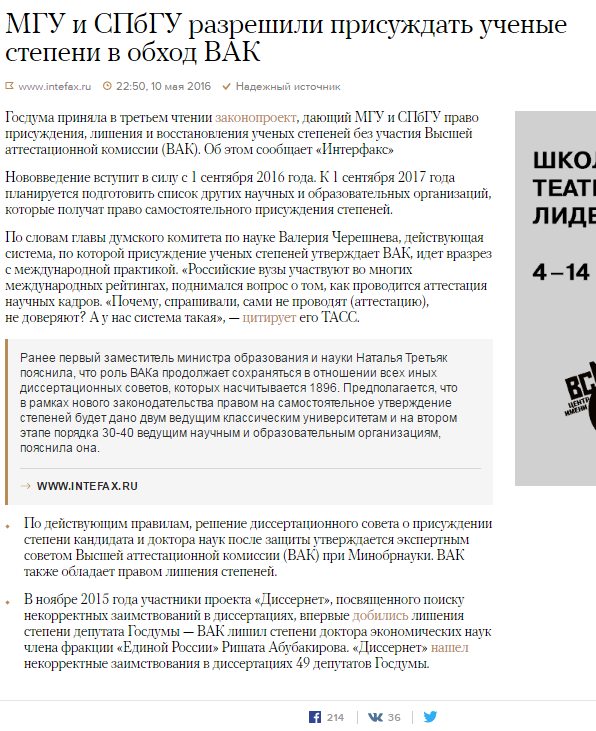 МГУ и СПбГУ разрешили присуждать ученые
степени в обход ВАК
www.intefax.ru 22:50, 10 мая 2016 Надежный источник
Госдума приняла в третьем чтении законопроект, дающий МГУ и СПбГУ право
присуждения, лишения и восстановления ученых степеней без участия Высшей
аттестационной комиссии (ВАК). Об этом сообщает «Интерфакс»
Нововведение вступит в силу с 1 сентября 2016 года. К 1 сентября 2017 года
планируется подготовить список других научных и образовательных организаций,
которые получат право самостоятельного присуждения степеней.
По словам главы думского комитета по науке Валерия Черешнева, действующая
система, по которой присуждение ученых степеней утверждает ВАК, идет вразрез
с международной практикой. «Российские вузы участвуют во многих
международных рейтингах, поднимался вопрос о том, как проводится аттестация
научных кадров. «Почему, спрашивали, сами не проводят (аттестацию),
не доверяют? А у нас система такая», — цитирует его ТАСС.
Ранее первый заместитель министра образования и науки Наталья Третьяк
пояснила, что роль ВАКа продолжает сохраняться в отношении всех иных
диссертационных советов, которых насчитывается 1896. Предполагается, что
в рамках нового законодательства правом на самостоятельное утверждение
степеней будет дано двум ведущим классическим университетам и на втором
этапе порядка 30-40 ведущим научным и образовательным организациям,
пояснила она.
→ WWW.INTEFAX.RU
По действующим правилам, решение диссертационного совета о присуждении
степени кандидата и доктора наук после защиты утверждается экспертным
советом Высшей аттестационной комиссии (ВАК) при Минобрнауки. ВАК
также обладает правом лишения степеней.
В ноябре 2015 года участники проекта «Диссернет», посвященного поиску
некорректных заимствований в диссертациях, впервые добились лишения
степени депутата Госдумы — ВАК лишил степени доктора экономических наук
члена фракции «Единой России» Ришата Абубакирова. «Диссернет» нашел
некорректные заимствования в диссертациях 49 депутатов Госдумы.
214 36
ШКОЛ
ТЕАТ
ЛИДЕ
4–14
ЦЕНТР
ИМЕНИ